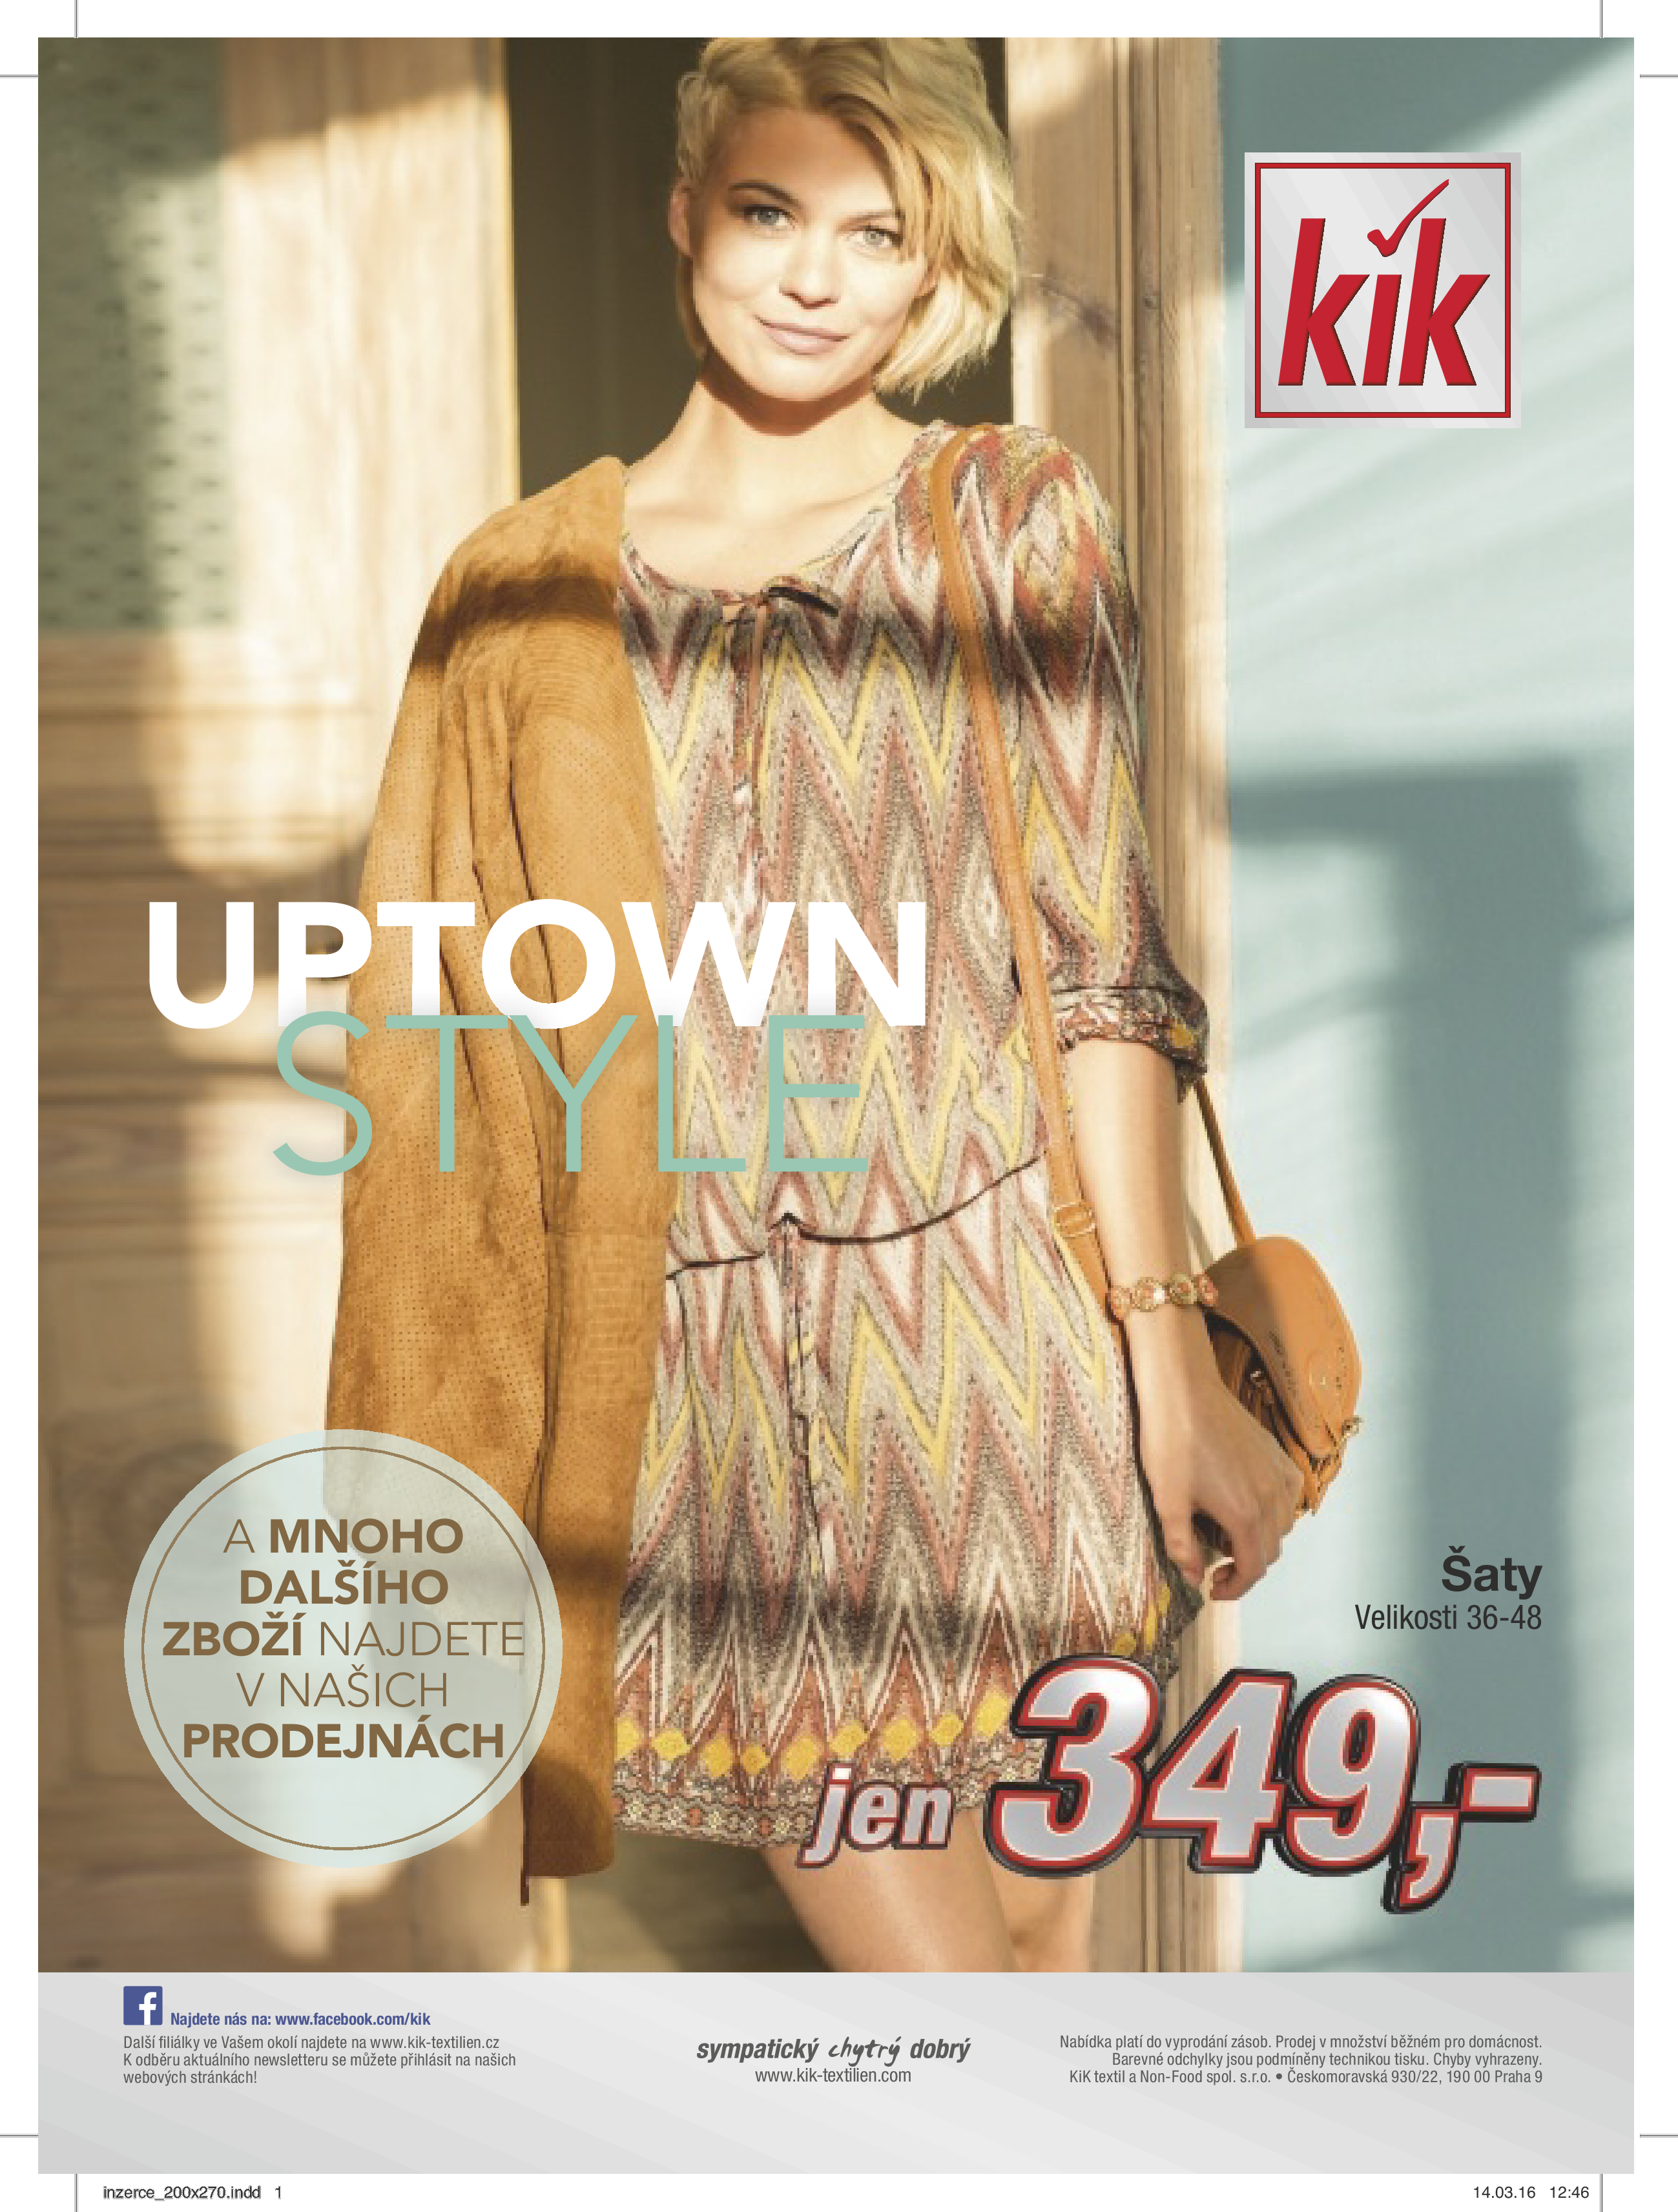 kik
UPTOWN
STYLE
A MNOHO
DALŠÍHO
ZBOŽÍ NAJDETE
V NAŠICH
PRODEJNÁCH
Šaty
Velikosti 36-48
jen 349,-
Najdete nás na: www.facebook.com/kik
Další filiálky ve Vašem okolí najdete na www.kik-textilien.cz
K odběru aktuálního newsletteru se můžete přihlásit na našich
webových stránkách!
sympatický chytrý dobrý
www.kik-textilien.com
Nabídka platí do vyprodání zásob. Prodej v množství běžném pro domácnost.
Barevné odchylky jsou podmíněny technikou tisku. Chyby vyhrazeny.
KiK textil a Non-Food spol. s.r.o. • Českomoravská 930/22, 190 00 Praha 9
inzerce_200x270.indd 1
14.03.16 12:46